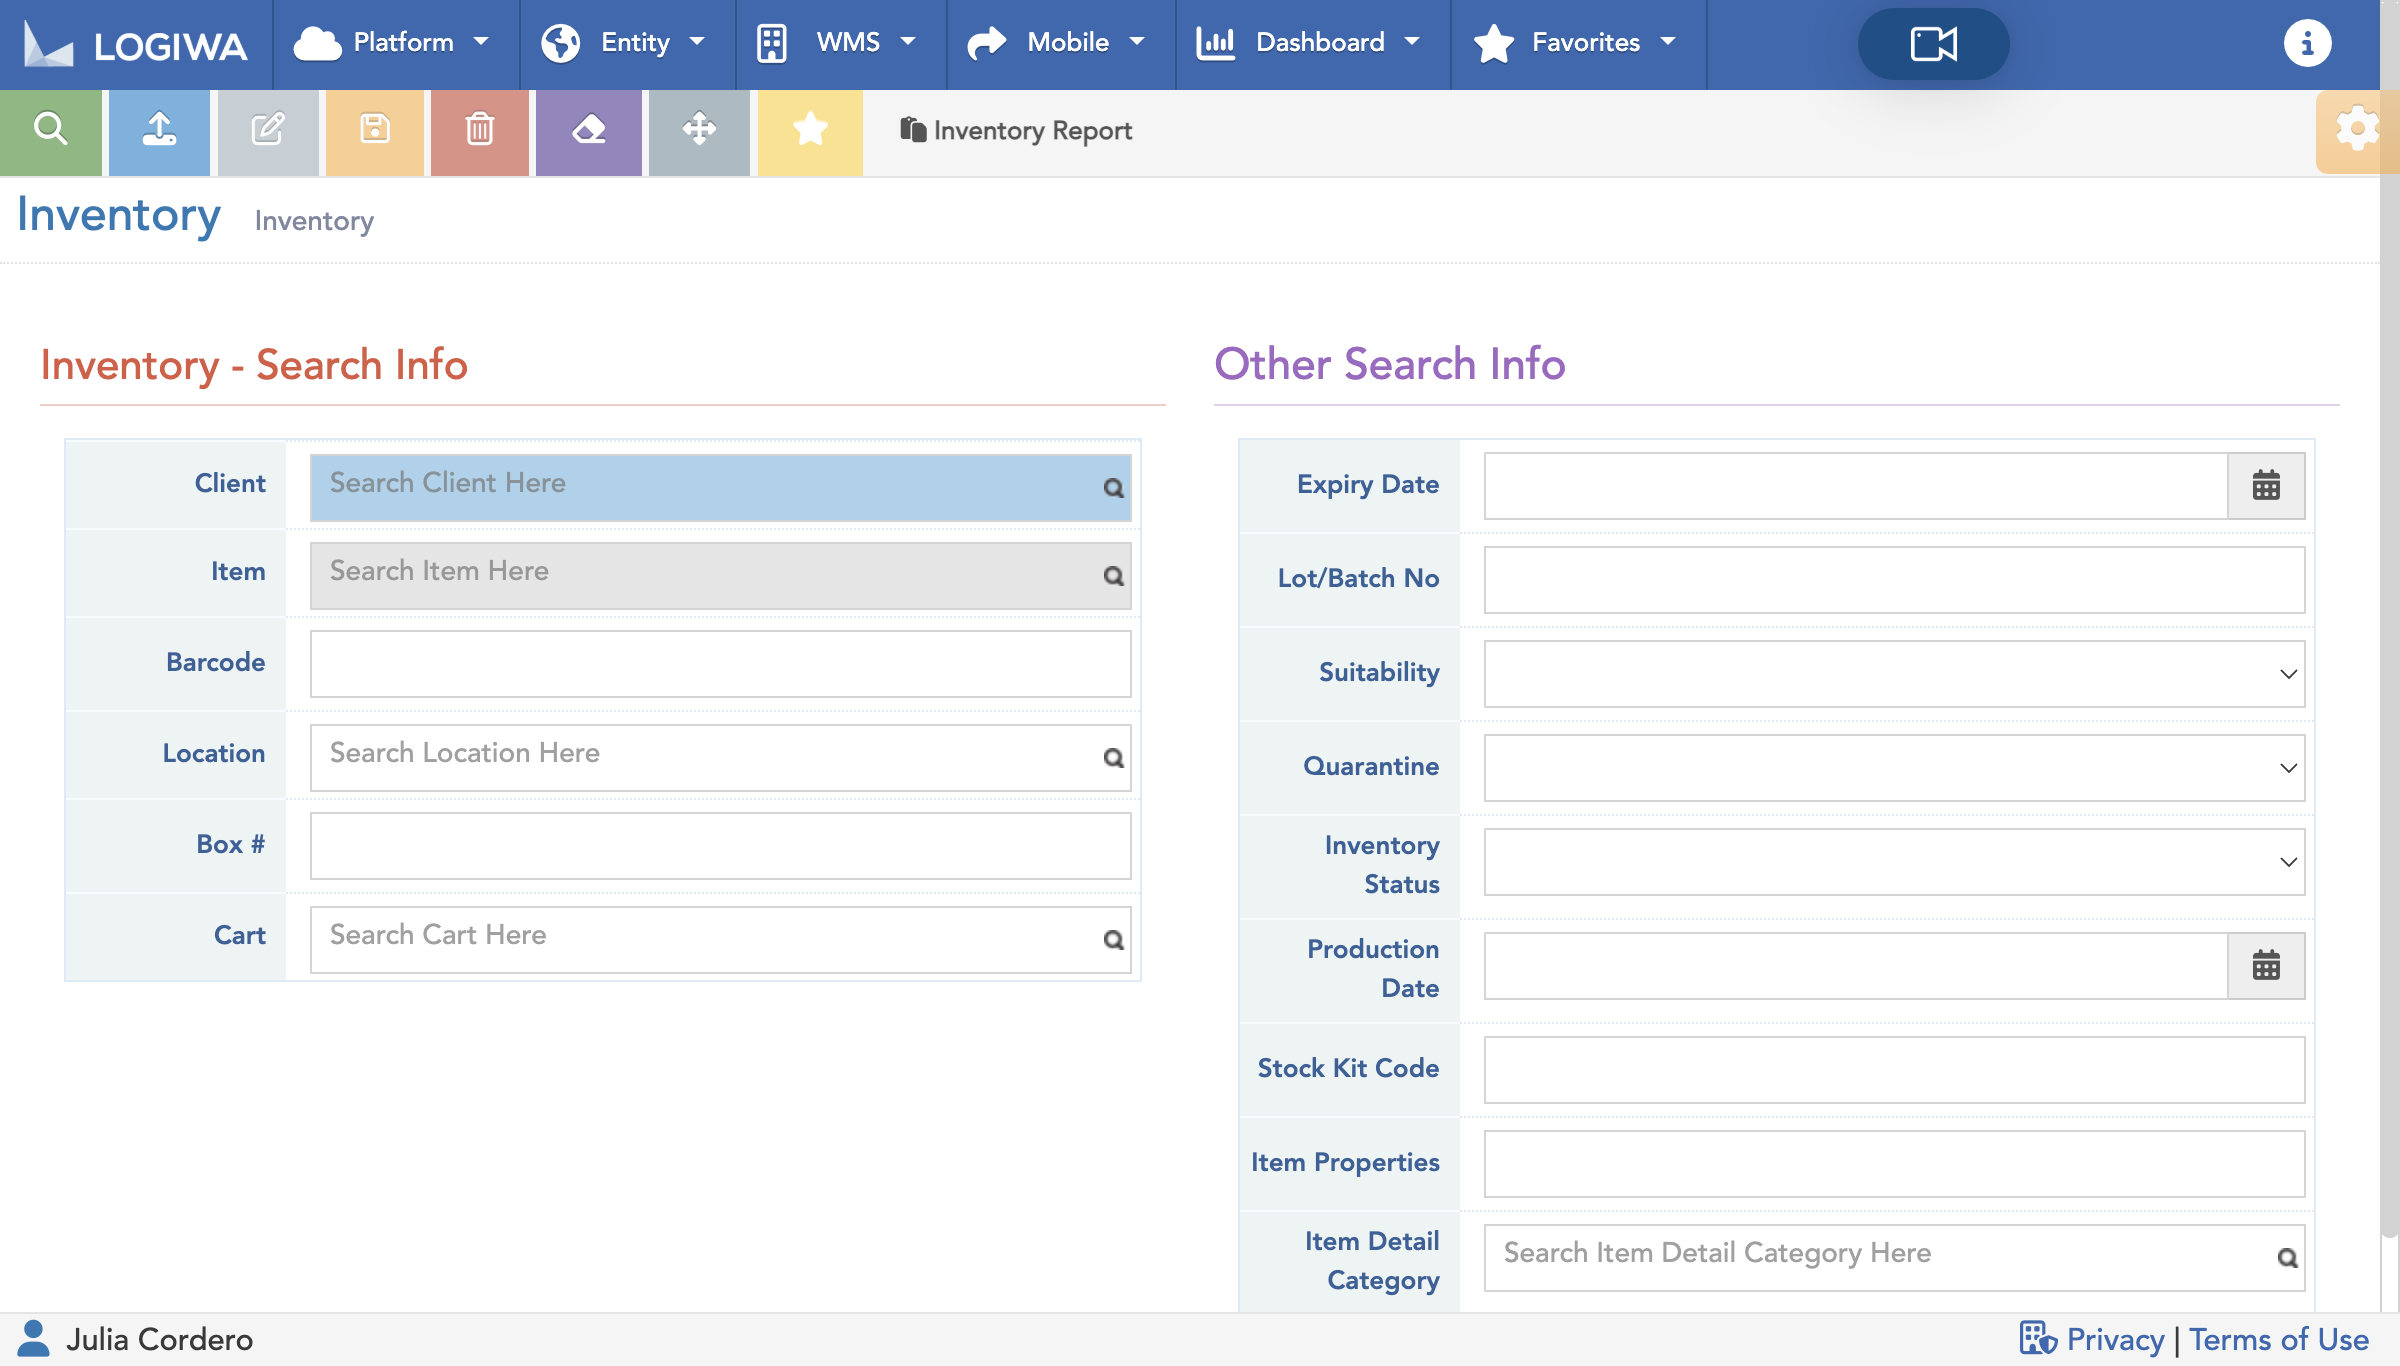 LOGIWA
Platform
Entity
WMS
Mobile
Dashboard
Favorites
Inventory Report
Inventory Inventory
Inventory - Search Info
Client
Search Client Here
Item
Search Item Here
Barcode
Location
Search Location Here
Box #
Cart
Search Cart Here
Other Search Info
Expiry Date
Lot/Batch No
Suitability
Quarantine
Inventory
Status
Production
Date
Stock Kit Code
Item Properties
Item Detail
Category
Search Item Detail Category Here
Julia Cordero
Privacy | Terms of Use